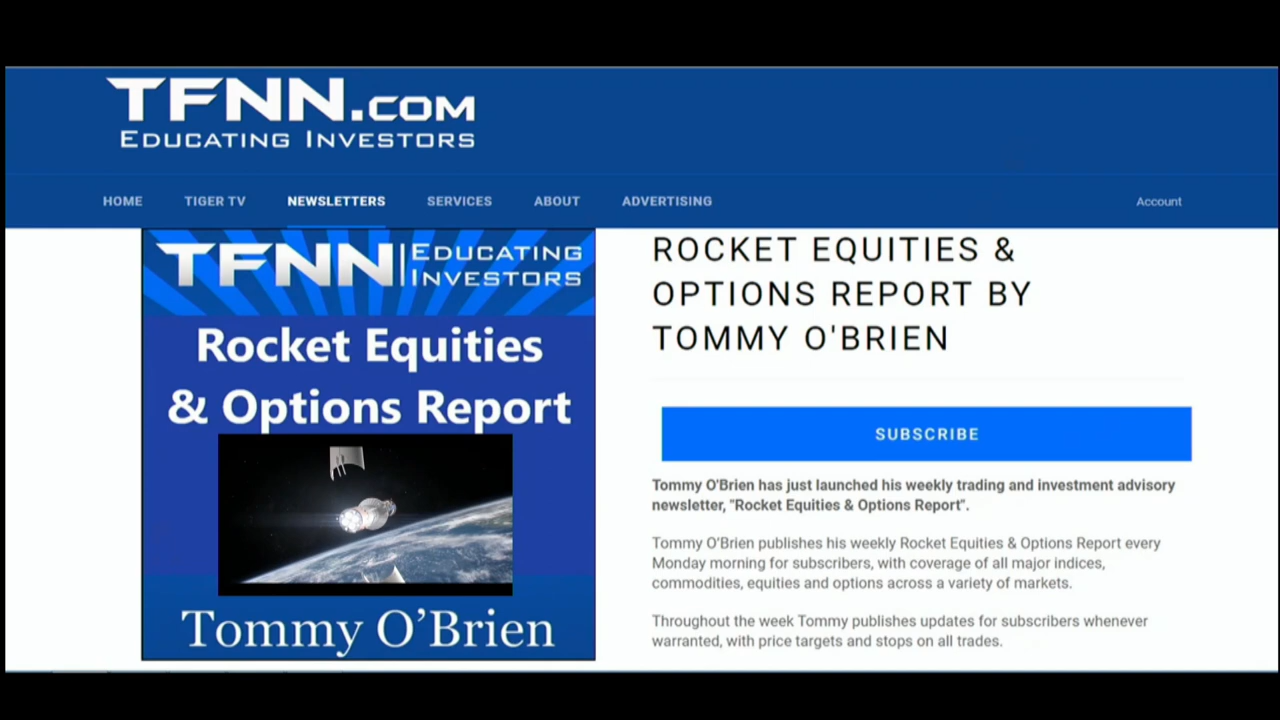 TFNN.COM
EDUCATING INVESTORS
HOME TIGER TV NEWSLETTERS SERVICES ABOUT ADVERTISING Account
TFNN EDUCATING
INVESTORS
Rocket Equities
& Options Report
Tommy O’Brien
ROCKET EQUITIES &
OPTIONS REPORT BY
TOMMY O'BRIEN
SUBSCRIBE
Tommy O'Brien has just launched his weekly trading and investment advisory
newsletter, "Rocket Equities & Options Report".
Tommy O’Brien publishes his weekly Rocket Equities & Options Report every
Monday morning for subscribers, with coverage of all major indices,
commodities, equities and options across a variety of markets.
Throughout the week Tommy publishes updates for subscribers whenever
warranted, with price targets and stops on all trades.